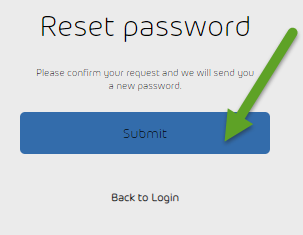 Reset password
Please confirm your request and we will send you
a new password.
Submit
Back to Login